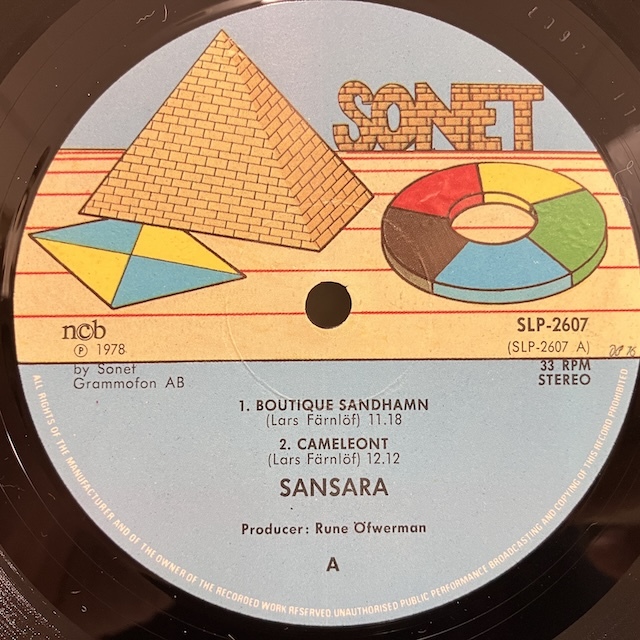 SONET
ncb
Ⓟ 1978
by Sonet
Grammofon AB
SLP-2607
(SLP-2607 A)
33 RPM
STEREO
1. BOUTIQUE SANDHAMN
(Lars Färnlöf) 11.18
2. CAMELEONT
(Lars Färnlöf) 12.12
SANSARA
Producer: Rune Öfwerman
A
ALL RIGHTS OF THE MANUFACTURER AND OF THE OWNER OF THE RECORDED WORK RESERVED UNAUTHORISED PUBLIC PERFORMANCE BROADCASTING AND COPYING OF THIS RECORD PROHIBITED